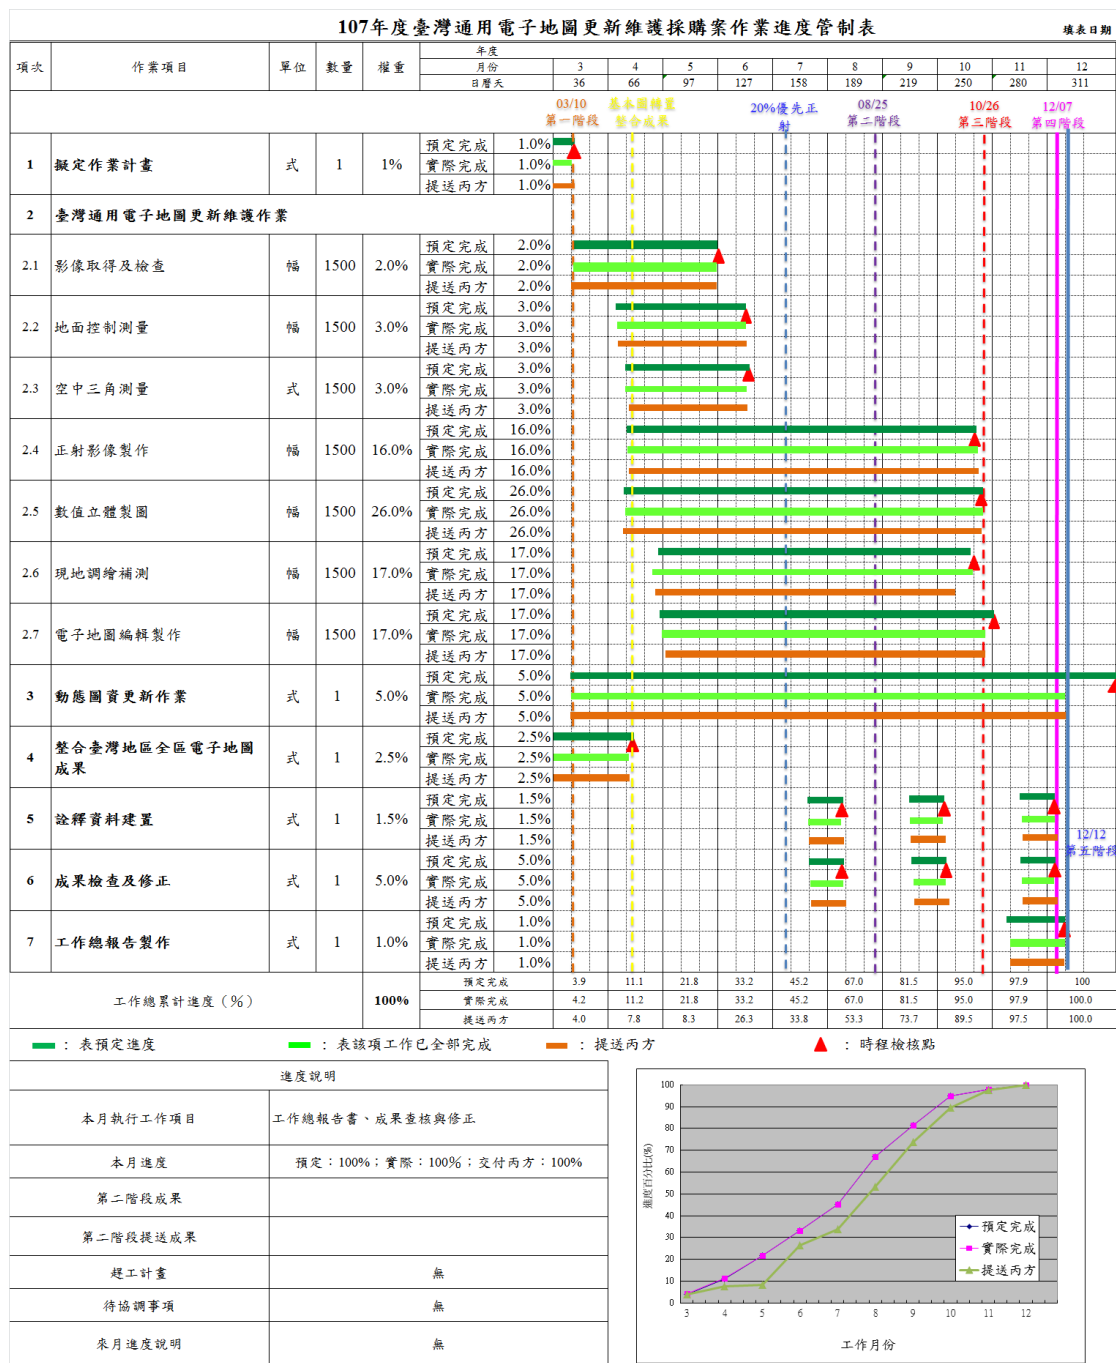 107年度臺灣通用電子地圖更新維護採購案作業進度管制表
填表日期
項次 作業項目 單位 數量 權重 年度
月份 3 4 5 6 7 8 9 10 11 12
日曆天 36 66 97 127 158 189 219 250 280 311
03/10
第一階段
基本圖轉置
整合成果
20%優先正
射
08/25
第二階段
10/26
第三階段
12/07
第四階段
1 擬定作業計畫 式 1 1%
預定完成 1.0%
實際完成 1.0%
提送丙方 1.0%
2 臺灣通用電子地圖更新維護作業
2.1 影像取得及檢查 幅 1500 2.0%
預定完成 2.0%
實際完成 2.0%
提送丙方 2.0%
2.2 地面控制測量 幅 1500 3.0%
預定完成 3.0%
實際完成 3.0%
提送丙方 3.0%
2.3 空中三角測量 式 1500 3.0%
預定完成 3.0%
實際完成 3.0%
提送丙方 3.0%
2.4 正射影像製作 幅 1500 16.0%
預定完成 16.0%
實際完成 16.0%
提送丙方 16.0%
2.5 數值立體製圖 幅 1500 26.0%
預定完成 26.0%
實際完成 26.0%
提送丙方 26.0%
2.6 現地調繪補測 幅 1500 17.0%
預定完成 17.0%
實際完成 17.0%
提送丙方 17.0%
2.7 電子地圖編輯製作 幅 1500 17.0%
預定完成 17.0%
實際完成 17.0%
提送丙方 17.0%
3 動態圖資更新作業 式 1 5.0%
預定完成 5.0%
實際完成 5.0%
提送丙方 5.0%
4 整合臺灣地區全區電子地圖
成果 式 1 2.5%
預定完成 2.5%
實際完成 2.5%
提送丙方 2.5%
5 詮釋資料建置 式 1 1.5%
預定完成 1.5%
實際完成 1.5%
提送丙方 1.5%
12/12
第五階段
6 成果檢查及修正 式 1 5.0%
預定完成 5.0%
實際完成 5.0%
提送丙方 5.0%
7 工作總報告製作 式 1 1.0%
預定完成 1.0%
實際完成 1.0%
提送丙方 1.0%
工作總累計進度（%） 100%
預定完成 3.9 11.1 21.8 33.2 45.2 67.0 81.5 95.0 97.9 100
實際完成 4.2 11.2 21.8 33.2 45.2 67.0 81.5 95.0 97.9 100.0
提送丙方 4.0 7.8 8.3 26.3 33.8 53.3 73.7 89.5 97.5 100.0
：表預定進度 ：表該項工作已全部完成 ：提送丙方 ：時程檢核點
進度說明
本月執行工作項目 工作總報告書、成果查核與修正
本月進度 預定：100%；實際：100%；交付丙方：100%
第二階段成果
第二階段提送成果
趕工計畫 無
待協調事項 無
來月進度說明 無
進度百分比(%)
100
90
80
70
60
50
40
30
20
10
0
預定完成
實際完成
提送丙方
3 4 5 6 7 8 9 10 11 12
工作月份